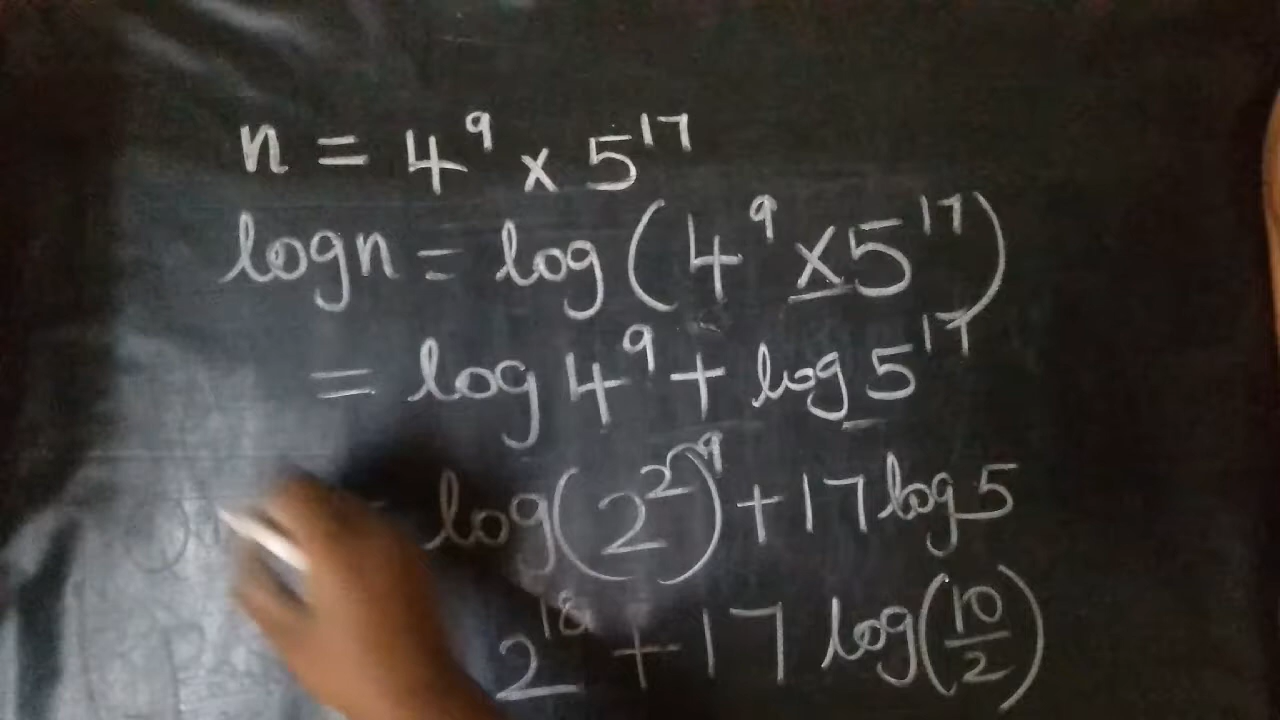 n = 4⁹ × 5¹⁷
log n = log (4⁹ × 5¹⁷)
= log 4⁹ + log 5¹⁷
= log (2²)⁹ + 17 log 5
2¹⁸ + 17 log (10/2)